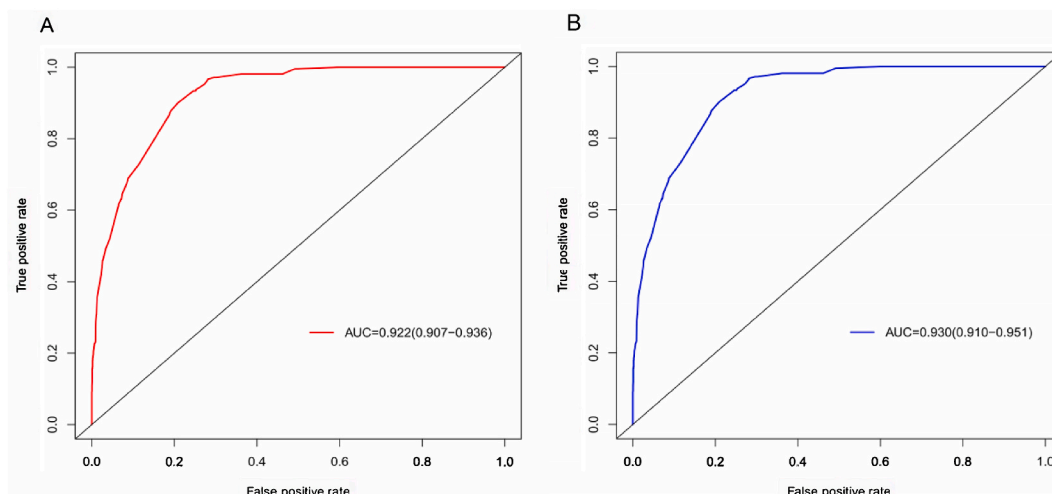 A
True positive rate
1.0
0.8
0.6
0.4
0.2
0.0
AUC=0.922(0.907−0.936)
0.0 0.2 0.4 0.6 0.8 1.0
False positive rate
B
True positive rate
1.0
0.8
0.6
0.4
0.2
0.0
AUC=0.930(0.910−0.951)
0.0 0.2 0.4 0.6 0.8 1.0
False positive rate